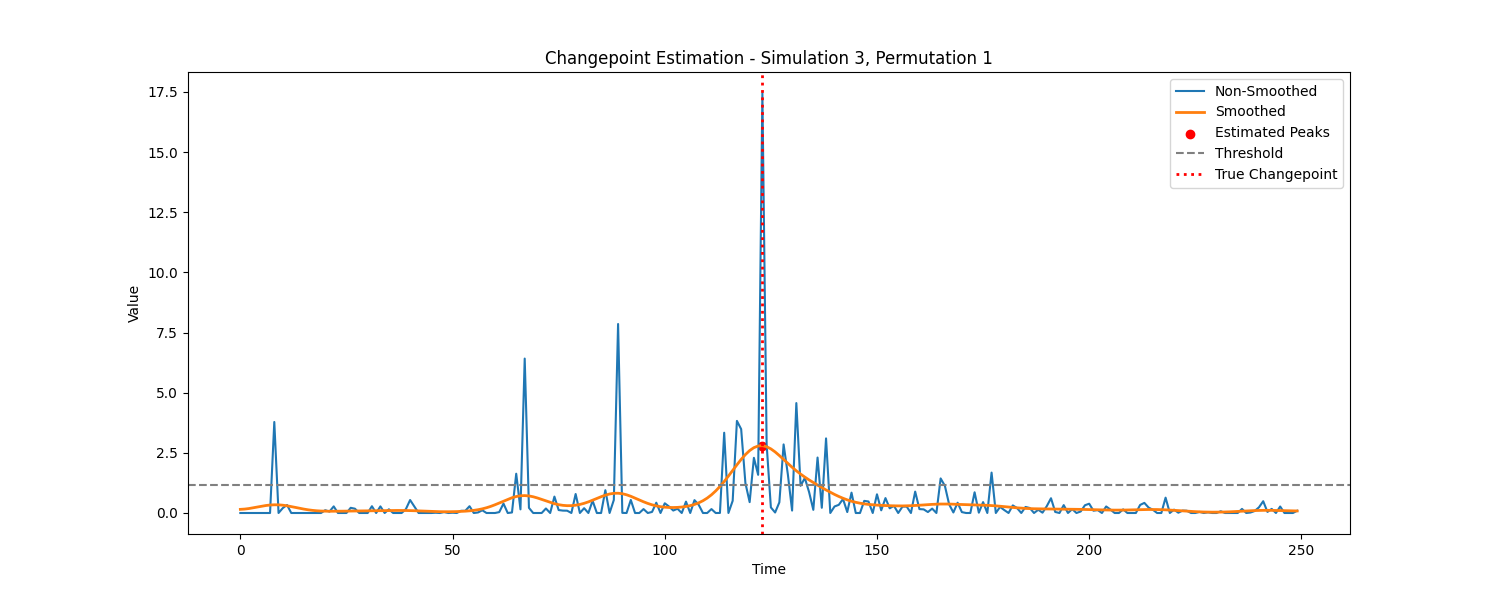 Changepoint Estimation - Simulation 3, Permutation 1
Non-Smoothed
Smoothed
Estimated Peaks
Threshold
True Changepoint
Value
17.5
15.0
12.5
10.0
7.5
5.0
2.5
0.0
0
50
100
150
200
250
Time